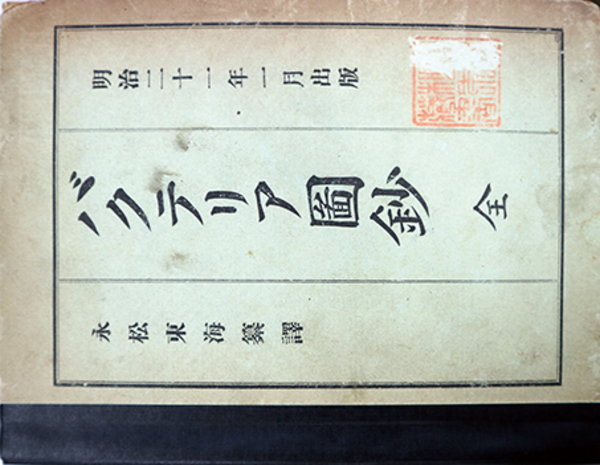 明治二十一年一月出版
バクテリア圖鈔 全
永松東海纂譯